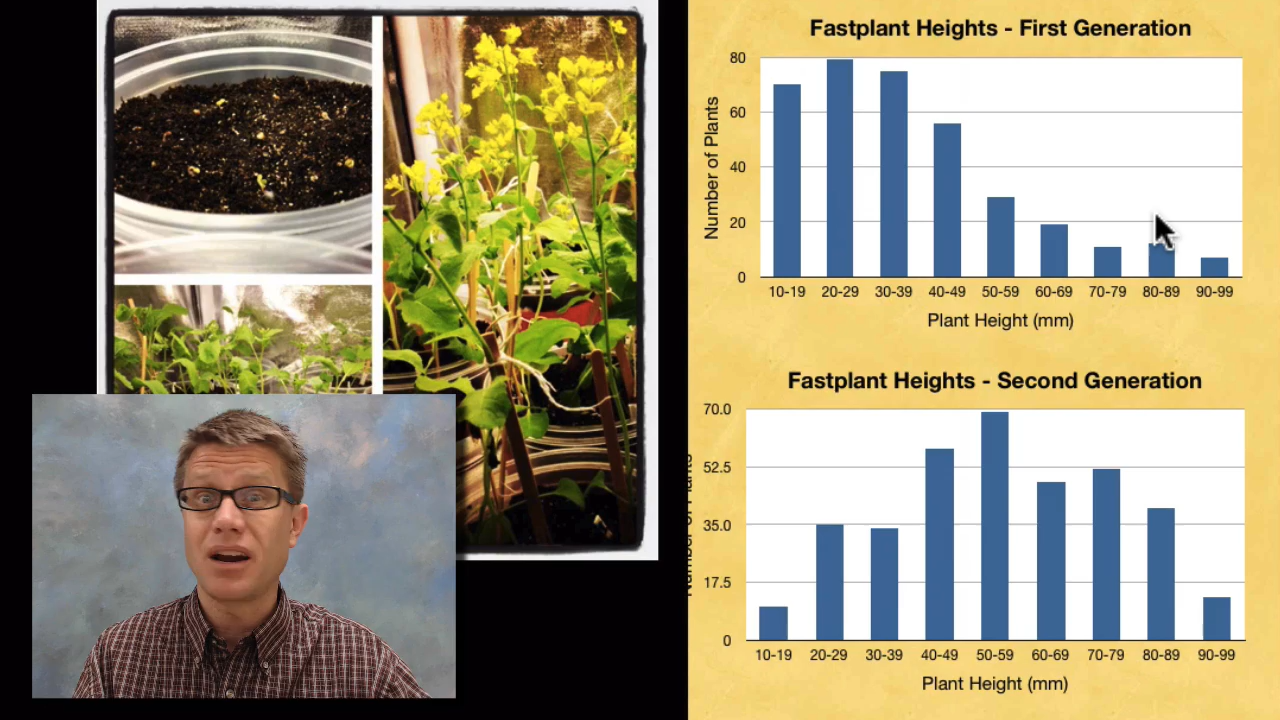 Fastplant Heights - First Generation
80
60
40
20
0
Number of Plants
10-19 20-29 30-39 40-49 50-59 60-69 70-79 80-89 90-99
Plant Height (mm)
Fastplant Heights - Second Generation
70.0
52.5
35.0
17.5
0
Number of Plants
10-19 20-29 30-39 40-49 50-59 60-69 70-79 80-89 90-99
Plant Height (mm)